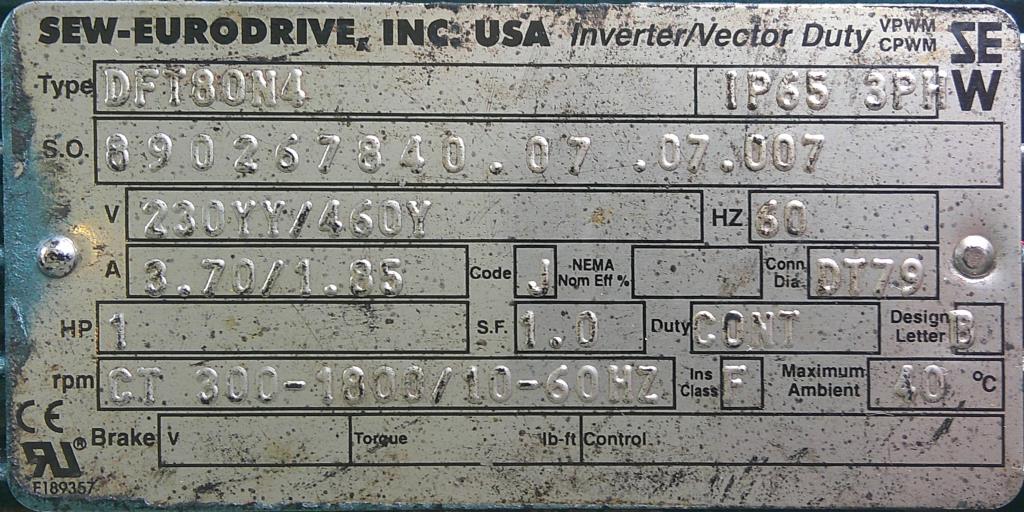 SEW-EURODRIVE, INC. USA Inverter/Vector Duty VPWM CPWM SEW
Type DFT80N4 IP65 3PH
S.O. 890267840.07.07.007
V 230YY/460Y HZ 60
A 3.70/1.85 Code J NEMA Nom Eff % Conn Dia. DT79
HP 1 S.F. 1.0 Duty CONT Design Letter B
rpm CT 300-1800/10-60HZ Ins Class F Maximum Ambient 40 °C
CE
Brake V Torque lb-ft Control
RU®
E189357